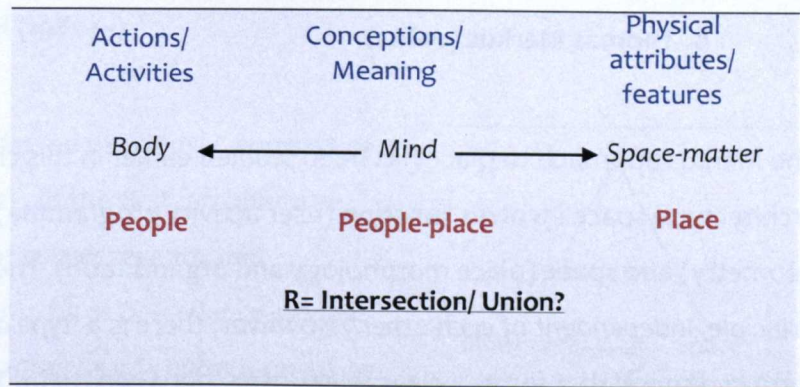 Actions/
Activities
Conceptions/
Meaning
Physical
attributes/
features
Body Mind Space-matter
People People-place Place
R= Intersection/ Union?